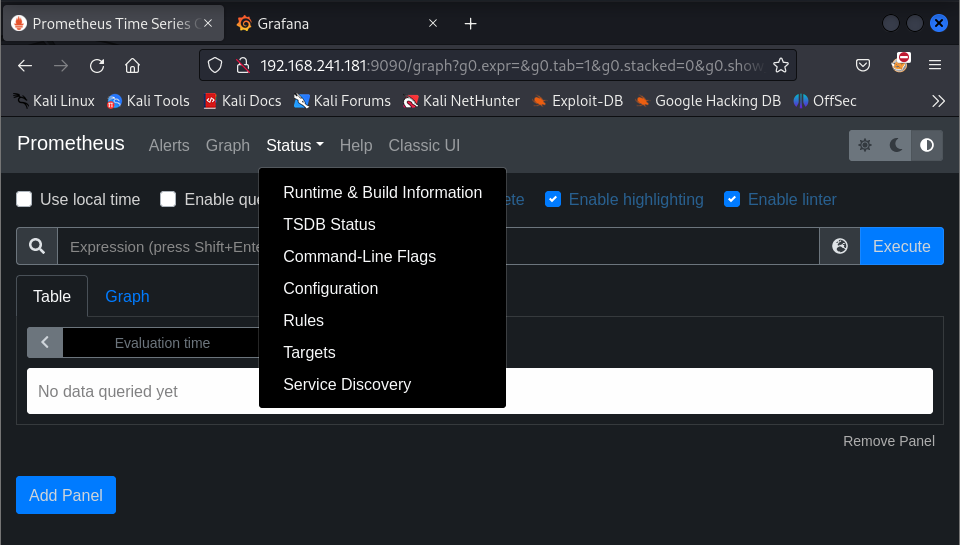 Prometheus Time Series C
Grafana
192.168.241.181:9090/graph?g0.expr=&g0.tab=1&g0.stacked=0&g0.show
Kali Linux Kali Tools Kali Docs Kali Forums Kali NetHunter Exploit-DB Google Hacking DB OffSec
Prometheus Alerts Graph Status Help Classic UI
Runtime & Build Information
TSDB Status
Command-Line Flags
Configuration
Rules
Targets
Service Discovery
Use local time Enable que ete Enable highlighting Enable linter
Expression (press Shift+Ente Execute
Table Graph
Evaluation time
No data queried yet
Remove Panel
Add Panel